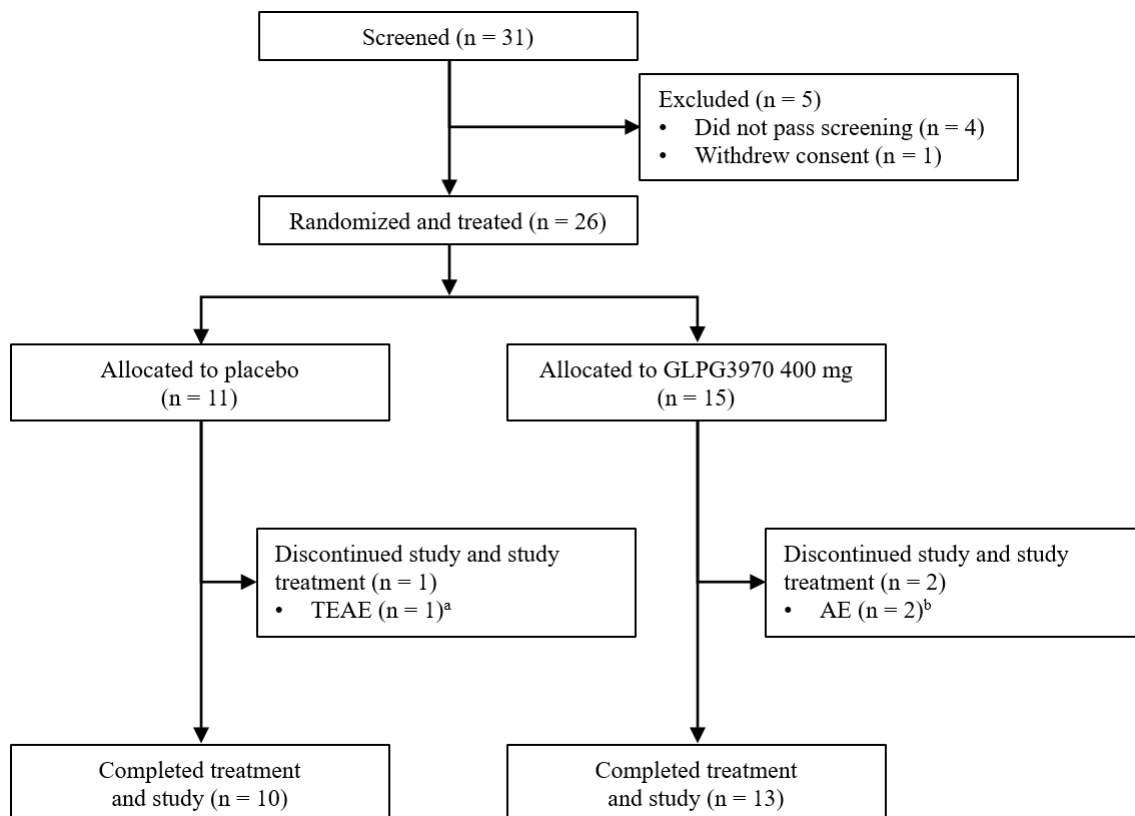 Screened (n = 31)
Excluded (n = 5)
• Did not pass screening (n = 4)
• Withdrew consent (n = 1)
Randomized and treated (n = 26)
Allocated to placebo
(n = 11)
Allocated to GLPG3970 400 mg
(n = 15)
Discontinued study and study
treatment (n = 1)
• TEAE (n = 1)ᵃ
Discontinued study and study
treatment (n = 2)
• AE (n = 2)ᵇ
Completed treatment
and study (n = 10)
Completed treatment
and study (n = 13)